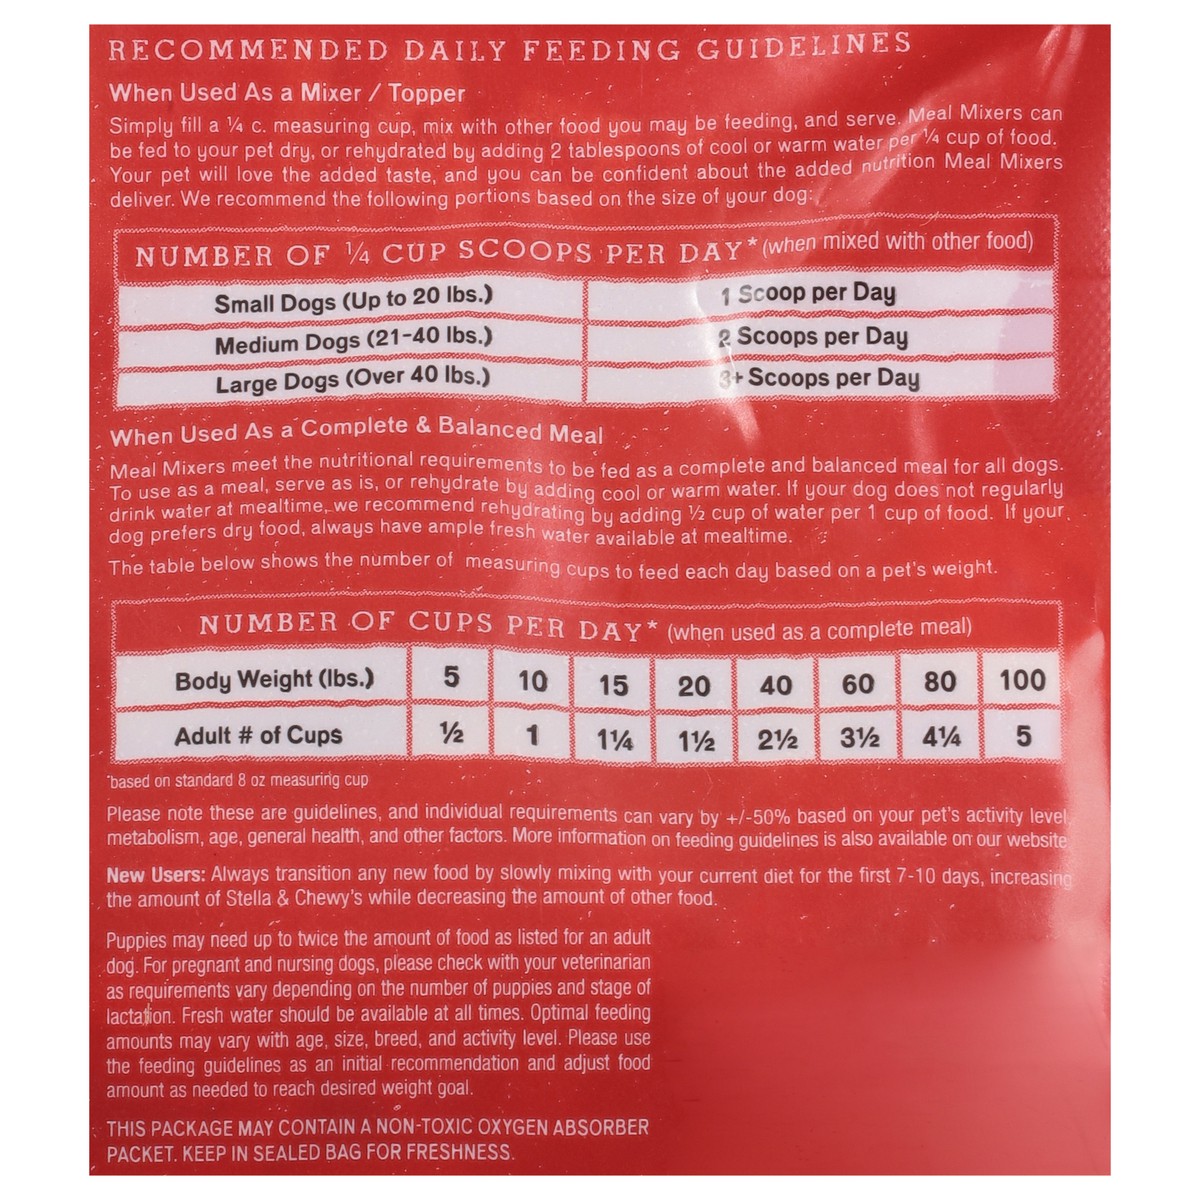 RECOMMENDED DAILY FEEDING GUIDELINES
When Used As a Mixer / Topper
Simply fill a ¼ c. measuring cup, mix with other food you may be feeding, and serve. Meal Mixers can
be fed to your pet dry, or rehydrated by adding 2 tablespoons of cool or warm water per ¼ cup of food.
Your pet will love the added taste, and you can be confident about the added nutrition Meal Mixers
deliver. We recommend the following portions based on the size of your dog:
NUMBER OF ¼ CUP SCOOPS PER DAY* (when mixed with other food)
Small Dogs (Up to 20 lbs.) 1 Scoop per Day
Medium Dogs (21-40 lbs.) 2 Scoops per Day
Large Dogs (Over 40 lbs.) 3+ Scoops per Day
When Used As a Complete & Balanced Meal
Meal Mixers meet the nutritional requirements to be fed as a complete and balanced meal for all dogs.
To use as a meal, serve as is, or rehydrate by adding cool or warm water. If your dog does not regularly
drink water at mealtime, we recommend rehydrating by adding ½ cup of water per 1 cup of food. If your
dog prefers dry food, always have ample fresh water available at mealtime.
The table below shows the number of measuring cups to feed each day based on a pet's weight.
NUMBER OF CUPS PER DAY* (when used as a complete meal)
Body Weight (lbs.) 5 10 15 20 40 60 80 100
Adult # of Cups ½ 1 1¼ 1½ 2½ 3½ 4¼ 5
*based on standard 8 oz measuring cup
Please note these are guidelines, and individual requirements can vary by +/-50% based on your pet's activity level,
metabolism, age, general health, and other factors. More information on feeding guidelines is also available on our website
New Users: Always transition any new food by slowly mixing with your current diet for the first 7-10 days, increasing
the amount of Stella & Chewy's while decreasing the amount of other food.
Puppies may need up to twice the amount of food as listed for an adult
dog. For pregnant and nursing dogs, please check with your veterinarian
as requirements vary depending on the number of puppies and stage of
lactation. Fresh water should be available at all times. Optimal feeding
amounts may vary with age, size, breed, and activity level. Please use
the feeding guidelines as an initial recommendation and adjust food
amount as needed to reach desired weight goal.
THIS PACKAGE MAY CONTAIN A NON-TOXIC OXYGEN ABSORBER
PACKET. KEEP IN SEALED BAG FOR FRESHNESS.